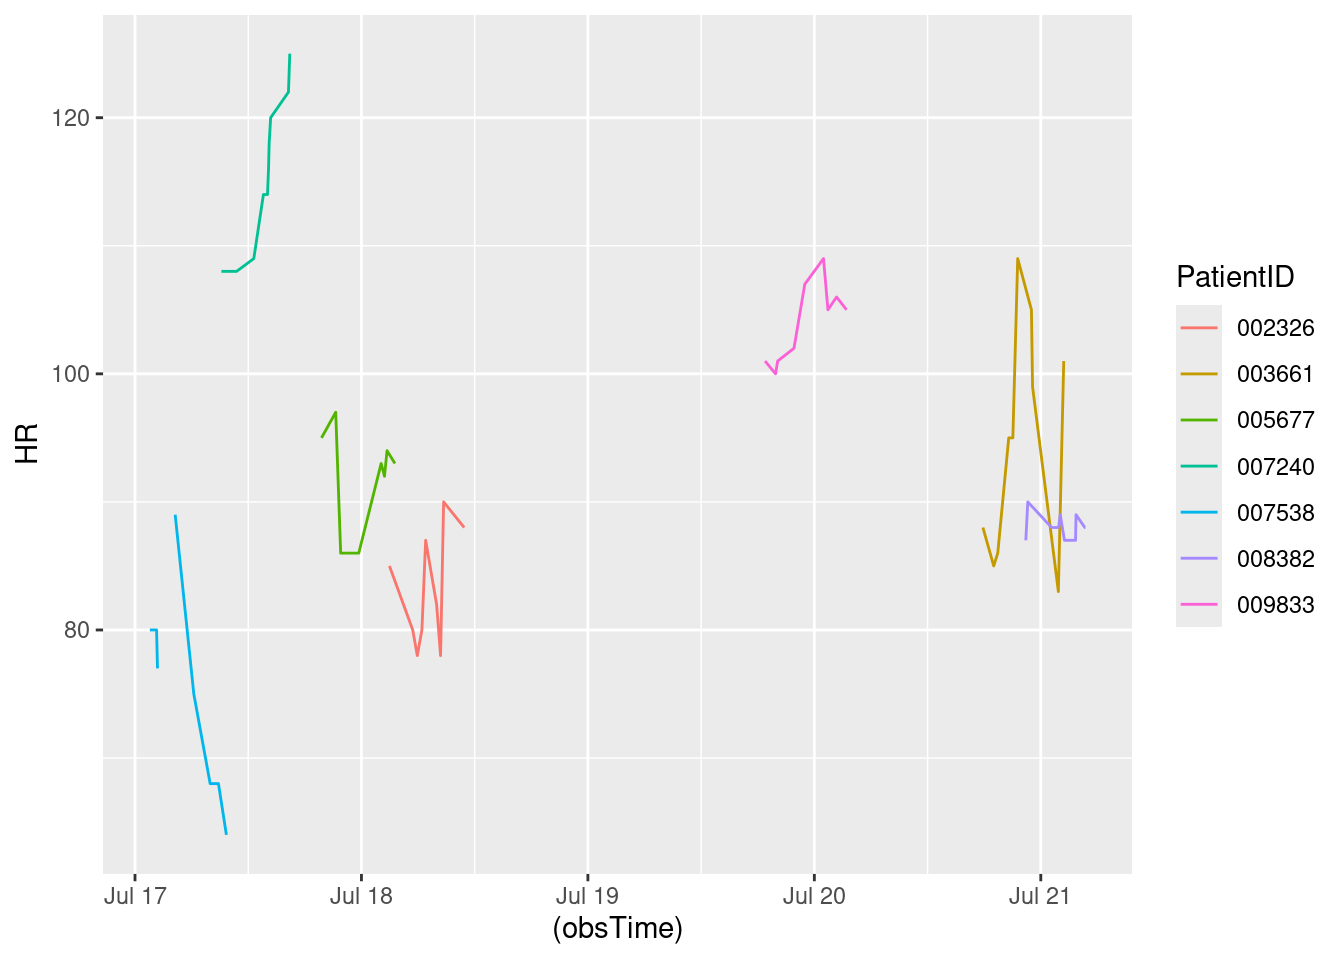 120
100
80
HR
Jul 17
Jul 18
Jul 19
Jul 20
Jul 21
(obsTime)
PatientID
002326
003661
005677
007240
007538
008382
009833